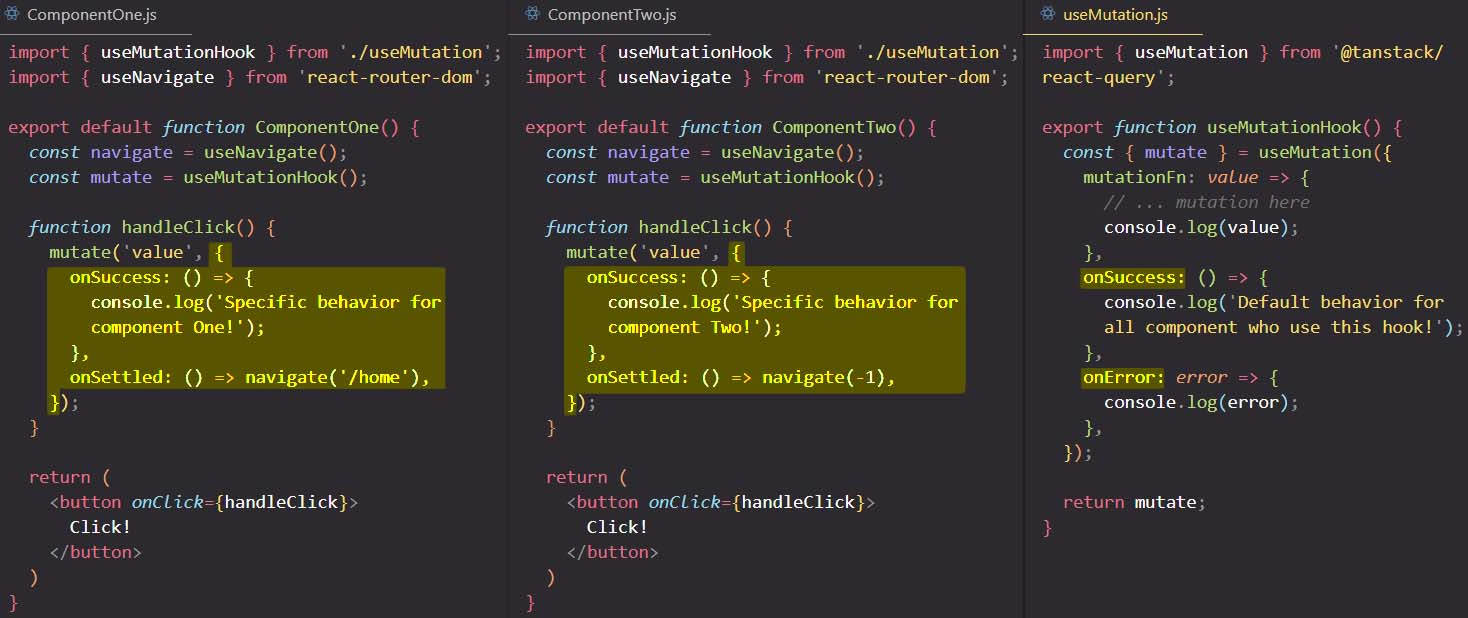 ComponentOne.js
import { useMutationHook } from './useMutation';
import { useNavigate } from 'react-router-dom';
export default function ComponentOne() {
const navigate = useNavigate();
const mutate = useMutationHook();
function handleClick() {
mutate('value', {
onSuccess: () => {
console.log('Specific behavior for
component One!');
},
onSettled: () => navigate('/home'),
});
}
return (
<button onClick={handleClick}>
Click!
</button>
)
}
ComponentTwo.js
import { useMutationHook } from './useMutation';
import { useNavigate } from 'react-router-dom';
export default function ComponentTwo() {
const navigate = useNavigate();
const mutate = useMutationHook();
function handleClick() {
mutate('value', {
onSuccess: () => {
console.log('Specific behavior for
component Two!');
},
onSettled: () => navigate(-1),
});
}
return (
<button onClick={handleClick}>
Click!
</button>
)
}
useMutation.js
import { useMutation } from '@tanstack/
react-query';
export function useMutationHook() {
const { mutate } = useMutation({
mutationFn: value => {
// ... mutation here
console.log(value);
},
onSuccess: () => {
console.log('Default behavior for
all component who use this hook!');
},
onError: error => {
console.log(error);
},
});
return mutate;
}